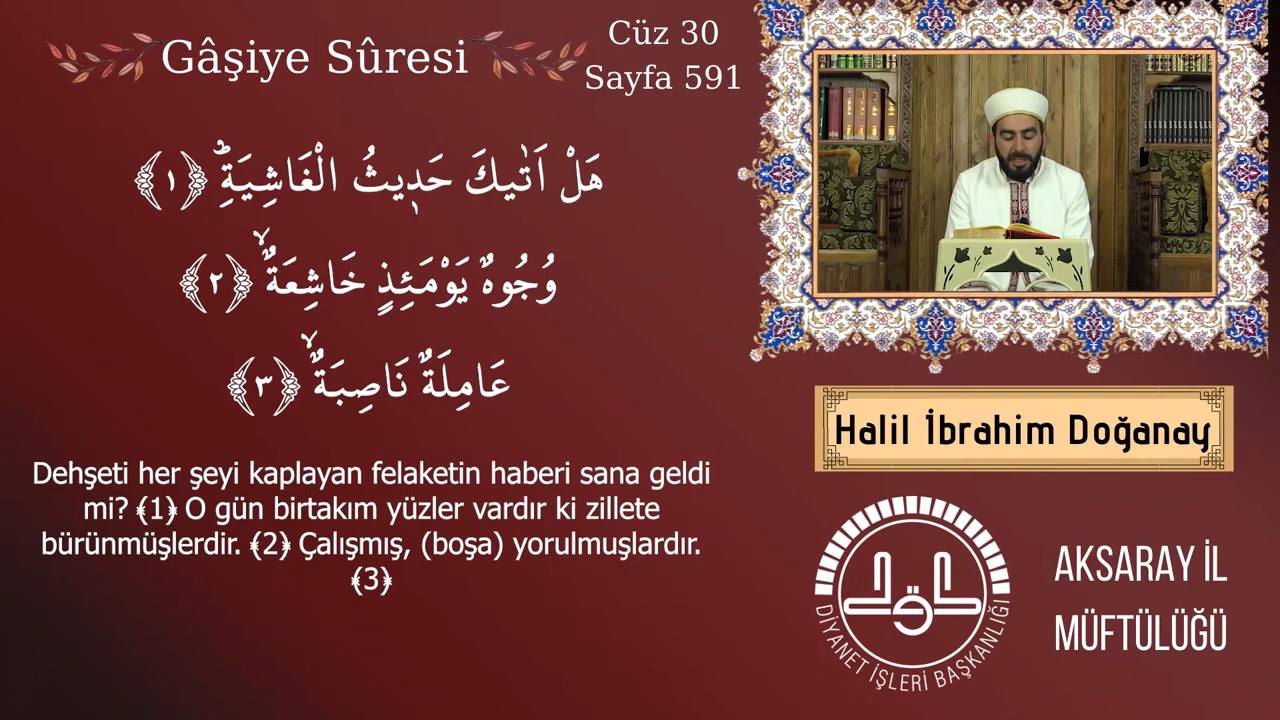 Gâşiye Sûresi
Cüz 30
Sayfa 591
هَلْ اَتٰيكَ حَد۪يثُ الْغَاشِيَةِۜ ﴿١﴾
وُجُوهٌ يَوْمَئِذٍ خَاشِعَةٌۙ ﴿٢﴾
عَامِلَةٌ نَاصِبَةٌۙ ﴿٣﴾
Dehşeti her şeyi kaplayan felaketin haberi sana geldi
mi? ﴾1﴿ O gün birtakım yüzler vardır ki zillete
bürünmüşlerdir. ﴾2﴿ Çalışmış, (boşa) yorulmuşlardır.
﴾3﴿
Halil İbrahim Doğanay
DİYANET İŞLERİ BAŞKANLIĞI
AKSARAY İL
MÜFTÜLÜĞÜ